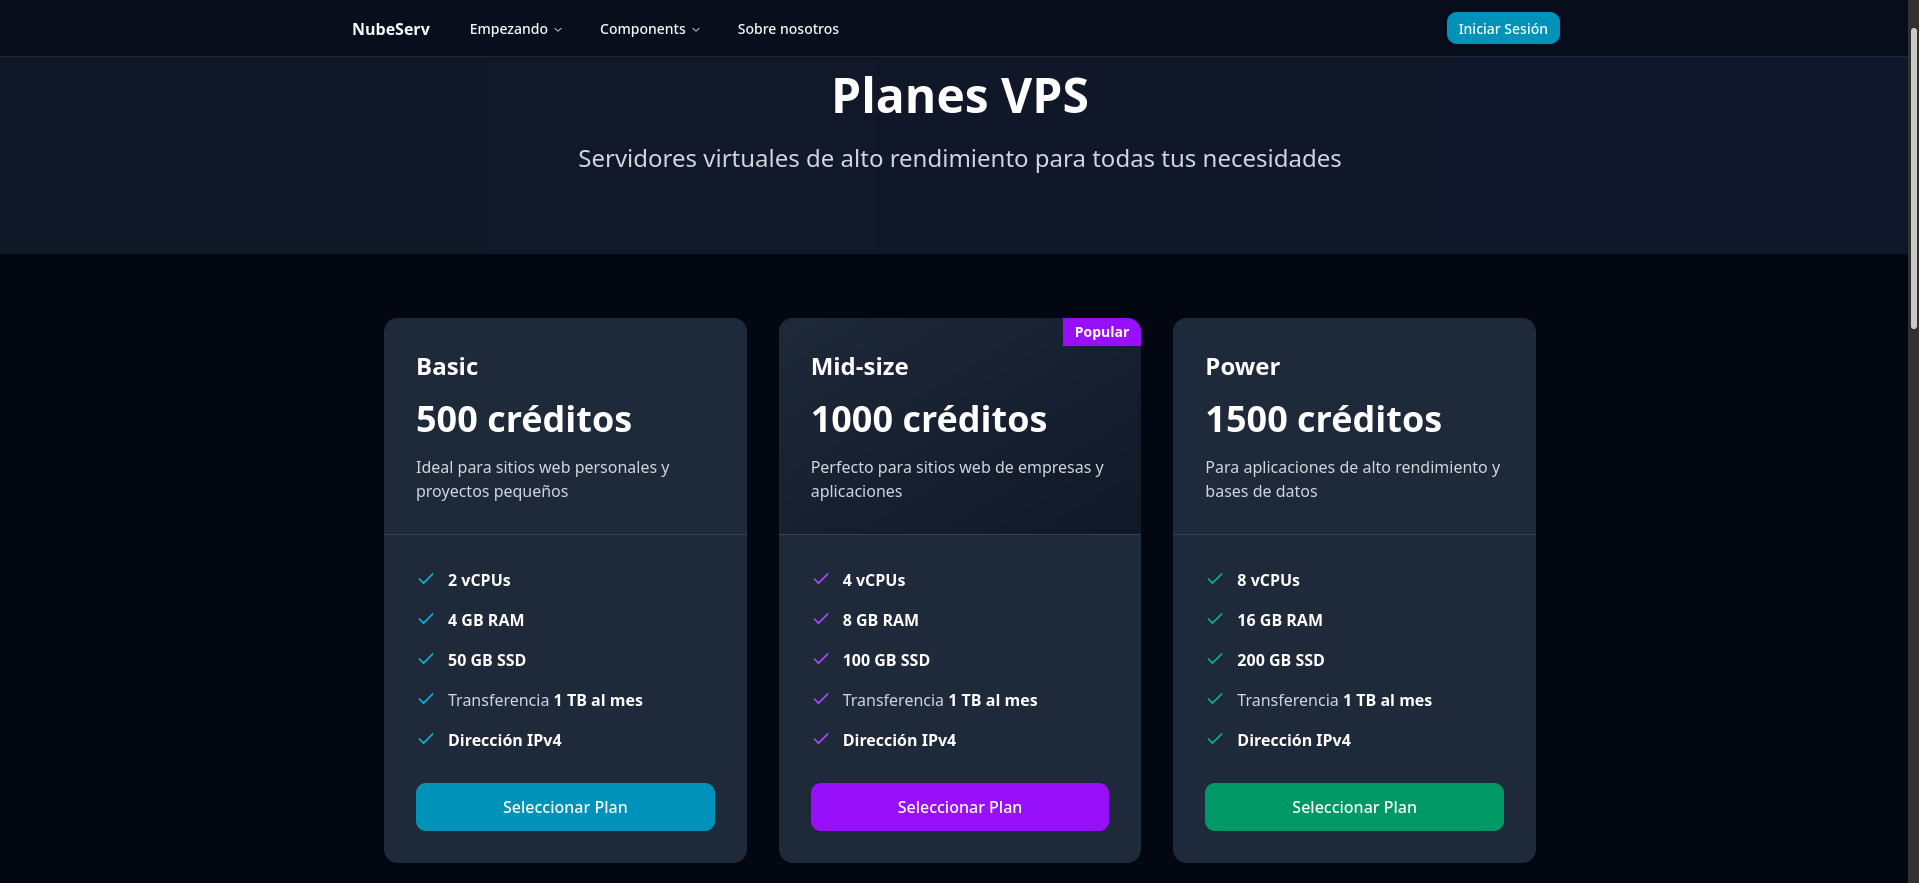 NubeServ Empezando Components Sobre nosotros Iniciar Sesión
Planes VPS
Servidores virtuales de alto rendimiento para todas tus necesidades
Basic
500 créditos
Ideal para sitios web personales y
proyectos pequeños
2 vCPUs
4 GB RAM
50 GB SSD
Transferencia 1 TB al mes
Dirección IPv4
Seleccionar Plan
Popular
Mid-size
1000 créditos
Perfecto para sitios web de empresas y
aplicaciones
4 vCPUs
8 GB RAM
100 GB SSD
Transferencia 1 TB al mes
Dirección IPv4
Seleccionar Plan
Power
1500 créditos
Para aplicaciones de alto rendimiento y
bases de datos
8 vCPUs
16 GB RAM
200 GB SSD
Transferencia 1 TB al mes
Dirección IPv4
Seleccionar Plan